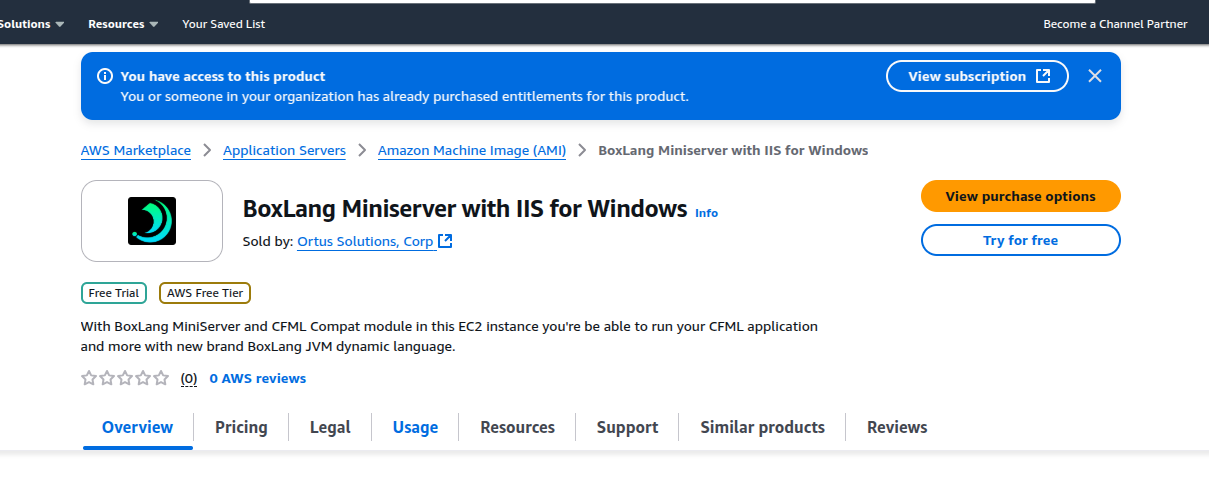 Solutions Resources Your Saved List Become a Channel Partner
You have access to this product
You or someone in your organization has already purchased entitlements for this product.
View subscription
AWS Marketplace > Application Servers > Amazon Machine Image (AMI) > BoxLang Miniserver with IIS for Windows
BoxLang Miniserver with IIS for Windows Info
Sold by: Ortus Solutions, Corp
View purchase options
Try for free
Free Trial AWS Free Tier
With BoxLang MiniServer and CFML Compat module in this EC2 instance you're be able to run your CFML application
and more with new brand BoxLang JVM dynamic language.
(0) 0 AWS reviews
Overview Pricing Legal Usage Resources Support Similar products Reviews